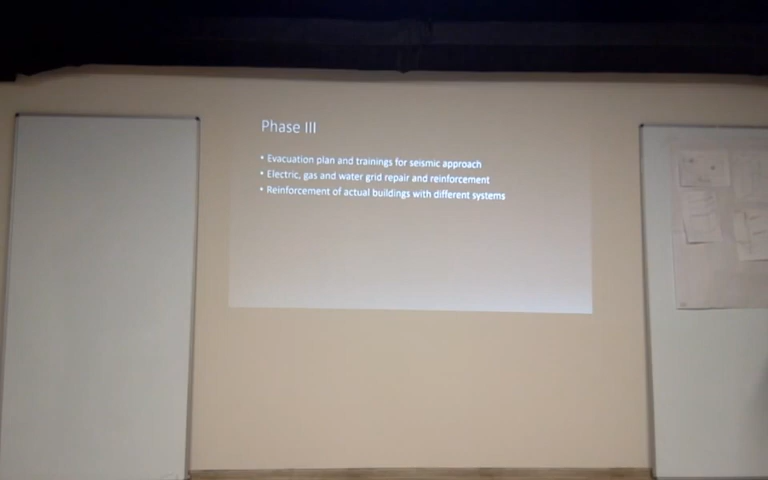 Phase III
• Evacuation plan and trainings for seismic approach
• Electric, gas and water grid repair and reinforcement
• Reinforcement of actual buildings with different systems